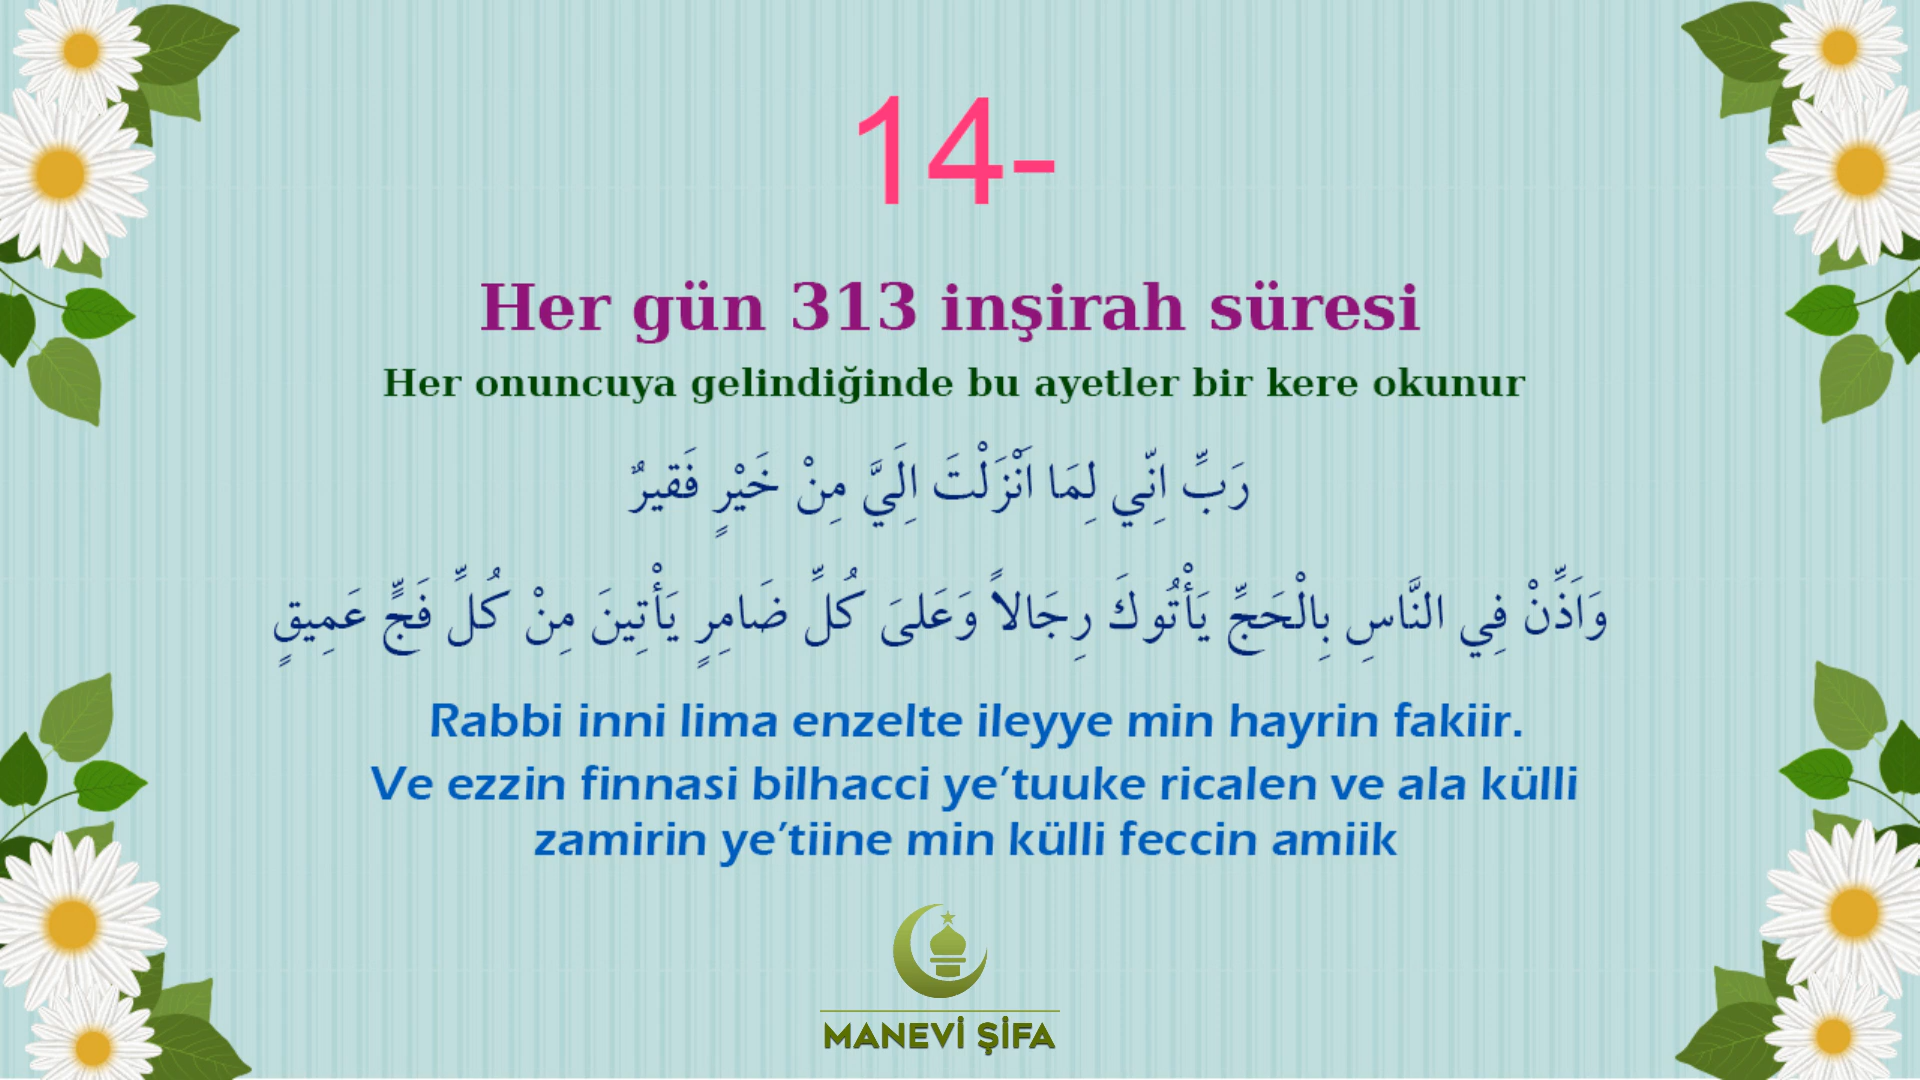 14-
Her gün 313 inşirah süresi
Her onuncuya gelindiğinde bu ayetler bir kere okunur
رَبِّ اِنّي لِمَا اَنْزَلْتَ اِلَيَّ مِنْ خَيْرٍ فَقيرٌ
وَاَذِّنْ فِي النَّاسِ بِالْحَجِّ يَأْتُوكَ رِجَالاً وَعَلىَ كُلِّ ضَامِرٍ يَأْتِينَ مِنْ كُلِّ فَجٍّ عَمِيقٍ
Rabbi inni lima enzelte ileyye min hayrin fakiir.
Ve ezzin finnasi bilhacci ye’tuuke ricalen ve ala külli
zamirin ye’tiine min külli feccin amiik
MANEVİ ŞİFA